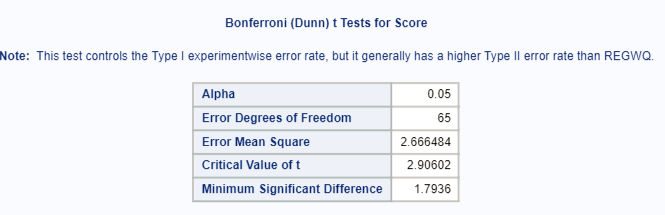 Bonferroni (Dunn) t Tests for Score
Note: This test controls the Type I experimentwise error rate, but it generally has a higher Type II error rate than REGWQ.
Alpha 0.05
Error Degrees of Freedom 65
Error Mean Square 2.666484
Critical Value of t 2.90602
Minimum Significant Difference 1.7936